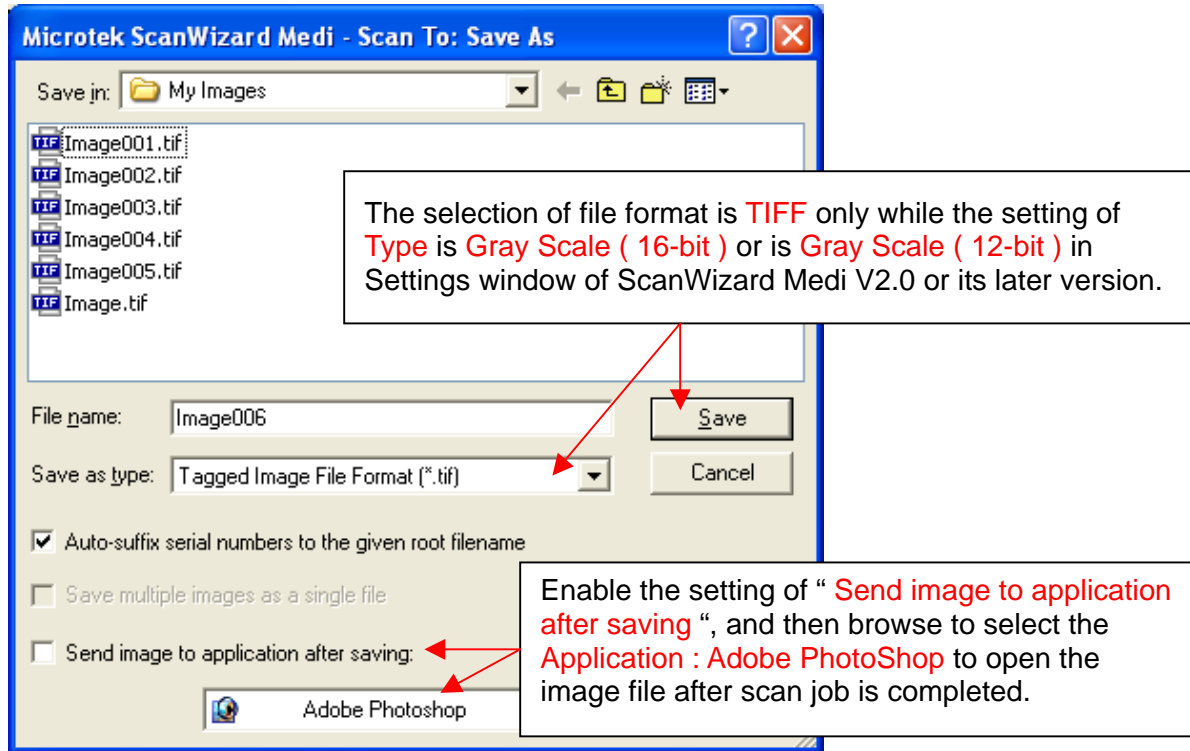 Microtek ScanWizard Medi - Scan To: Save As
Save in: My Images
Image001.tif
Image002.tif
Image003.tif
Image004.tif
Image005.tif
Image.tif
The selection of file format is TIFF only while the setting of
Type is Gray Scale ( 16-bit ) or is Gray Scale ( 12-bit ) in
Settings window of ScanWizard Medi V2.0 or its later version.
File name: Image006 Save
Save as type: Tagged Image File Format (*.tif) Cancel
Auto-suffix serial numbers to the given root filename
Save multiple images as a single file
Send image to application after saving:
Adobe Photoshop
Enable the setting of “ Send image to application
after saving “, and then browse to select the
Application : Adobe PhotoShop to open the
image file after scan job is completed.